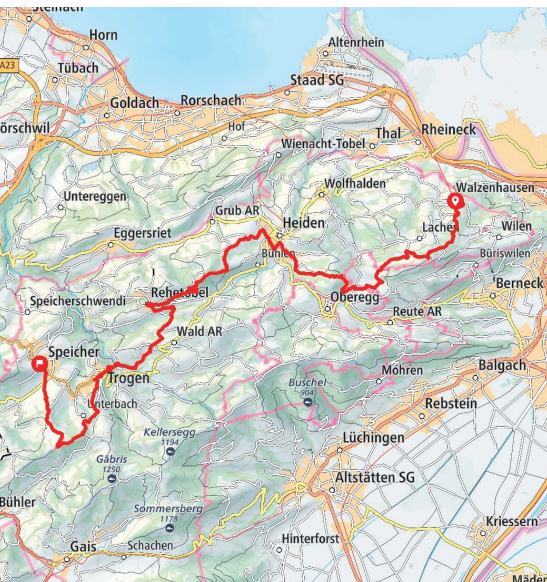 Steinach
Horn
Altenrhein
A23
Tübach
Staad SG
Goldach
Rorschach
örschwil
Hof
Thal
Rheineck
Wienacht-Tobel
Wolfhalden
Walzenhausen
Untereggen
Grub AR
Heiden
Lachen
Wilen
Eggersriet
Bühlen
Büriswilen
Rehetobel
Berneck
Speicherschwendi
Oberegg
Reute AR
Wald AR
Speicher
Trogen
Balgach
Buschel
904
Mohren
Unterbach
Rebstein
Kellersegg
1194
Lüchingen
Gäbris
1250
Altstätten SG
Bühler
Sommersberg
1178
Kriessern
Gais
Schachen
Hinterforst
Mäder